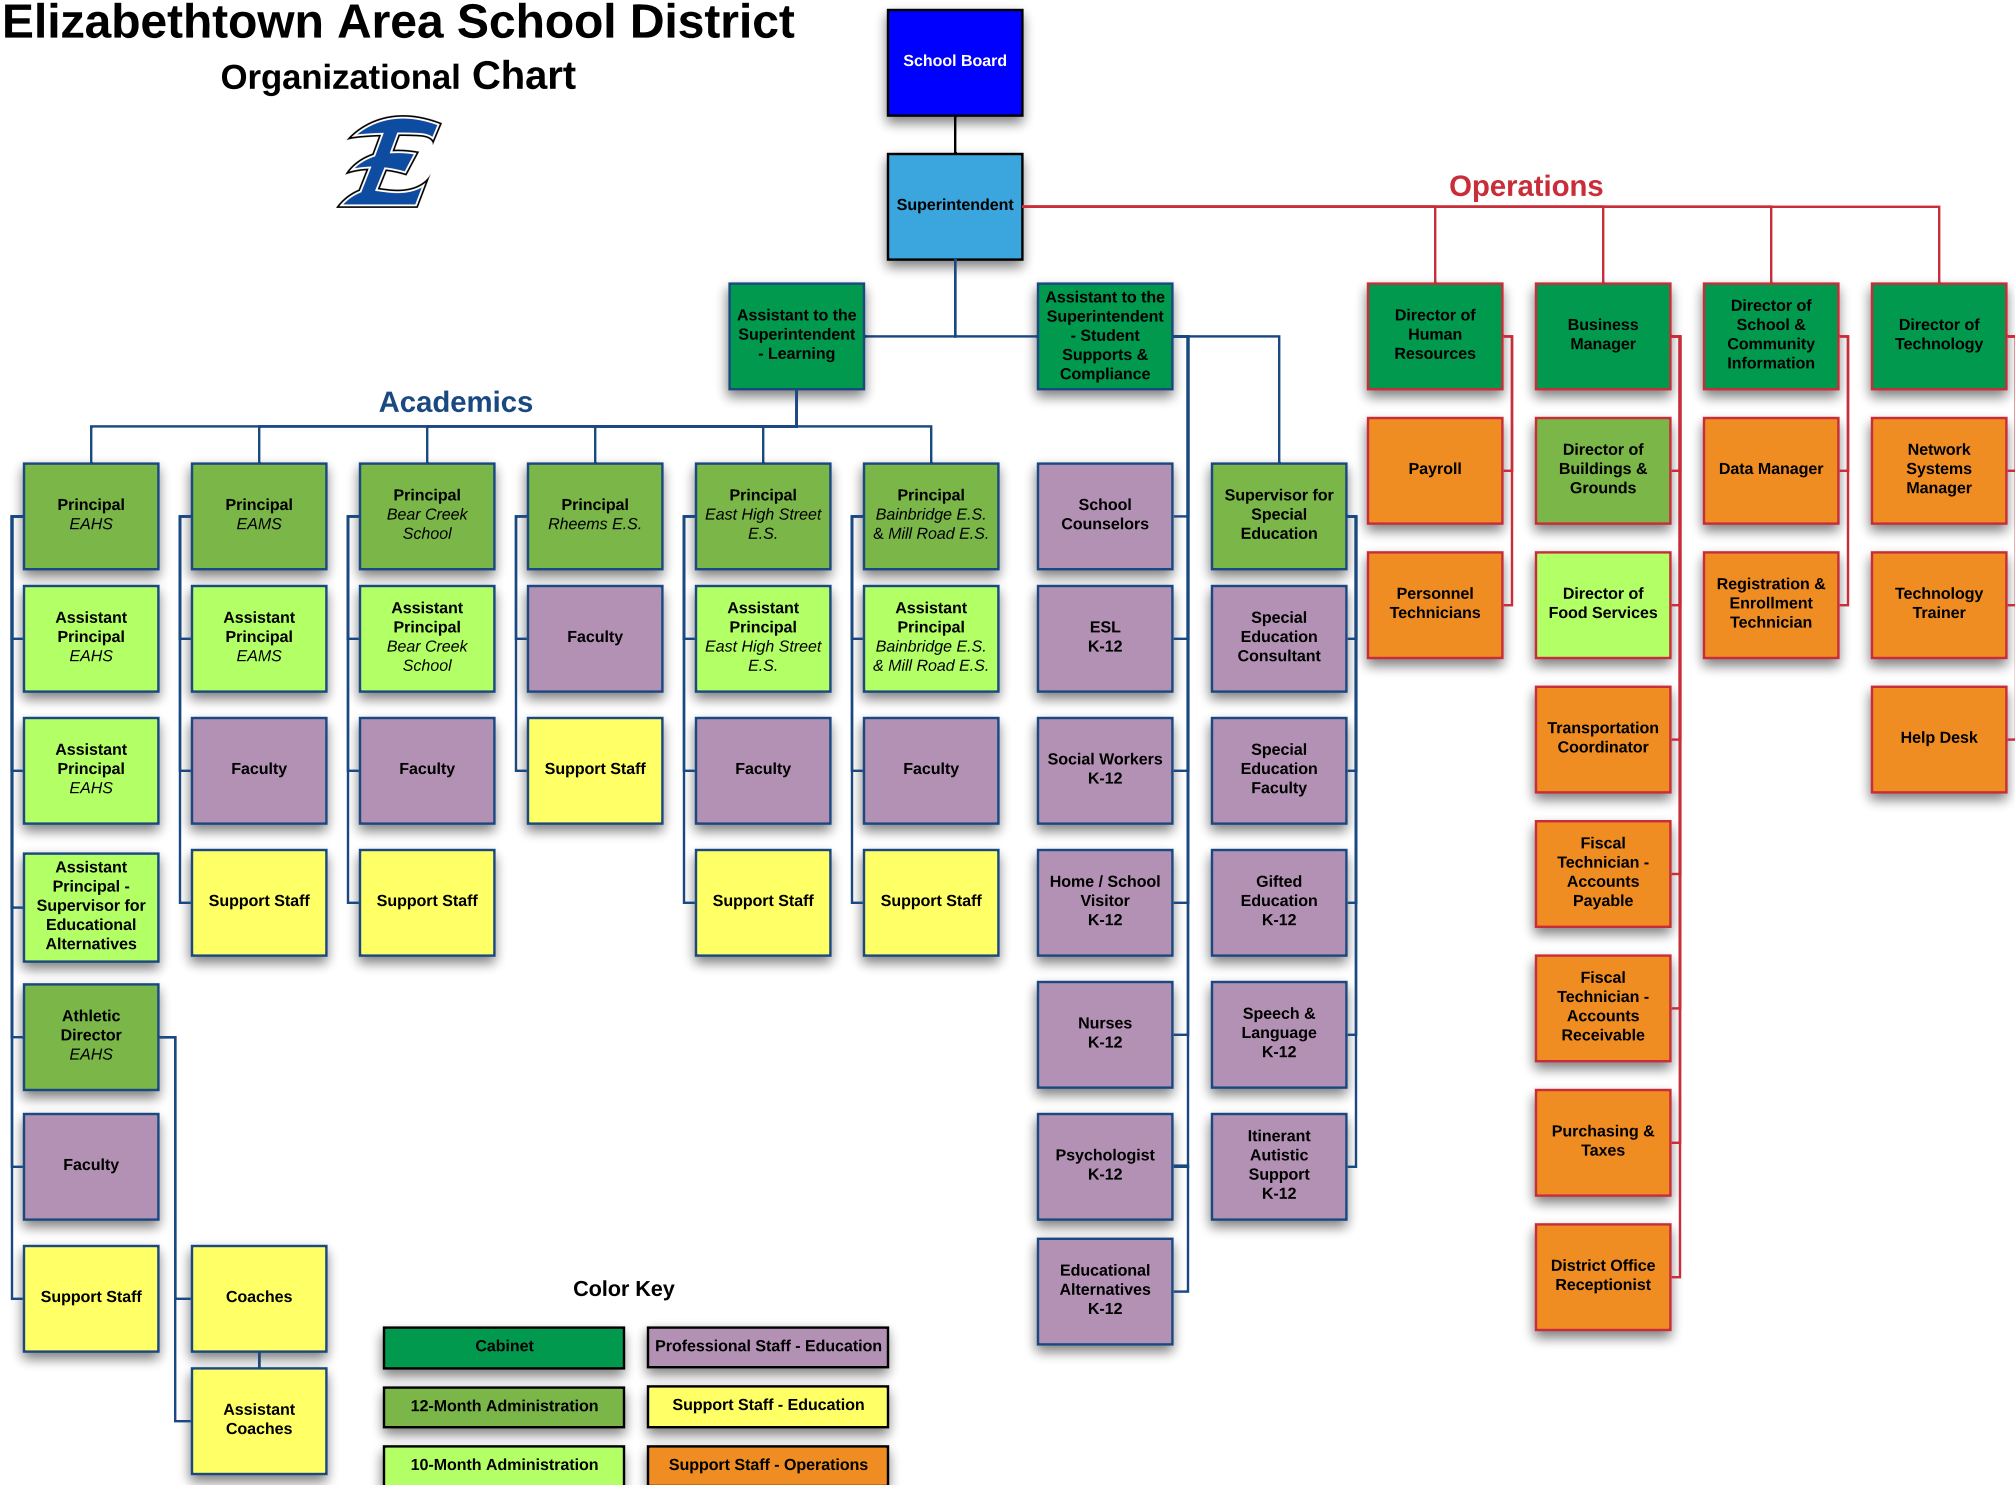 Elizabethtown Area School District
Organizational Chart
School Board
Superintendent
Operations
Assistant to the
Superintendent
- Learning
Assistant to the
Superintendent
- Student
Supports &
Compliance
Director of
Human
Resources
Business
Manager
Director of
School &
Community
Information
Director of
Technology
Academics
Payroll
Director of
Buildings &
Grounds
Data Manager
Network
Systems
Manager
Principal
EAHS
Principal
EAMS
Principal
Bear Creek
School
Principal
Rheems E.S.
Principal
East High Street
E.S.
Principal
Bainbridge E.S.
& Mill Road E.S.
School
Counselors
Supervisor for
Special
Education
Personnel
Technicians
Director of
Food Services
Registration &
Enrollment
Technician
Technology
Trainer
Assistant
Principal
EAHS
Assistant
Principal
EAMS
Assistant
Principal
Bear Creek
School
Faculty
Assistant
Principal
East High Street
E.S.
Assistant
Principal
Bainbridge E.S.
& Mill Road E.S.
ESL
K-12
Special
Education
Consultant
Transportation
Coordinator
Help Desk
Assistant
Principal
EAHS
Faculty
Faculty
Support Staff
Faculty
Faculty
Social Workers
K-12
Special
Education
Faculty
Fiscal
Technician -
Accounts
Payable
Assistant
Principal -
Supervisor for
Educational
Alternatives
Support Staff
Support Staff
Support Staff
Support Staff
Home / School
Visitor
K-12
Gifted
Education
K-12
Fiscal
Technician -
Accounts
Receivable
Athletic
Director
EAHS
Nurses
K-12
Speech &
Language
K-12
Purchasing &
Taxes
Faculty
Psychologist
K-12
Itinerant
Autistic
Support
K-12
District Office
Receptionist
Support Staff
Coaches
Educational
Alternatives
K-12
Assistant
Coaches
Color Key
Cabinet
Professional Staff - Education
12-Month Administration
Support Staff - Education
10-Month Administration
Support Staff - Operations